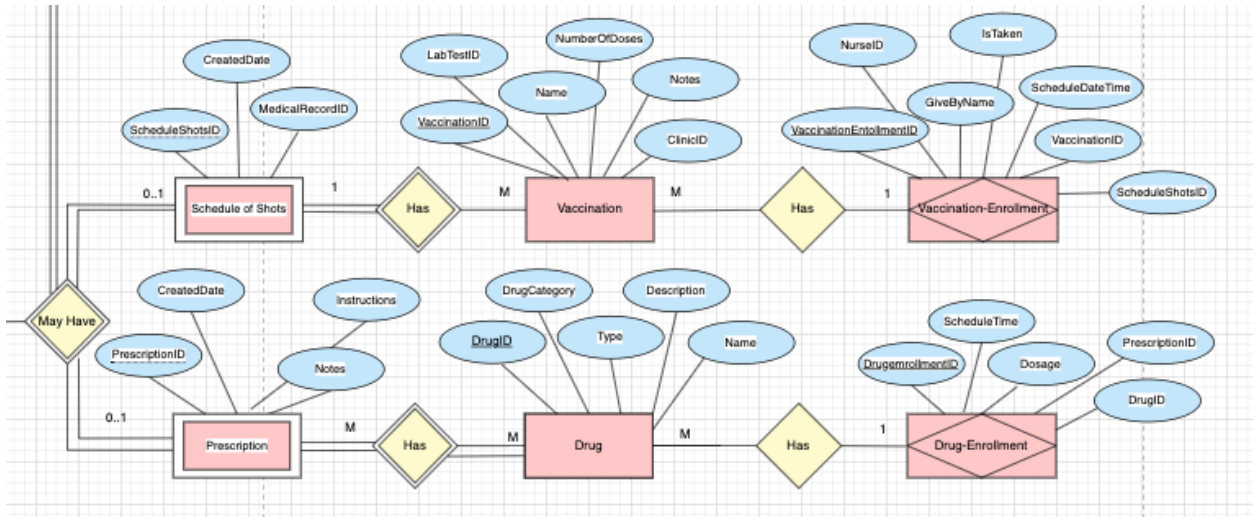 IsTaken
NumberOfDoses
NurseID
LabTestID
CreatedDate
Notes
ScheduleDateTime
Name
GiveByName
MedicalRecordID
VaccinationID
ScheduleShotsID
VaccinationEntollmentID
ClinicID
VaccinationID
0..1
1
M
M
1
ScheduleShotsID
Schedule of Shots
Has
Vaccination
Has
Vaccination-Enrollment
CreatedDate
DrugCategory
Description
Instructions
May Have
ScheduleTime
Type
DrugID
Name
PrescriptionID
PrescriptionID
Notes
DrugemrollmentID
Dosage
DrugID
0..1
M
M
M
1
Prescription
Has
Drug
Has
Drug-Enrollment